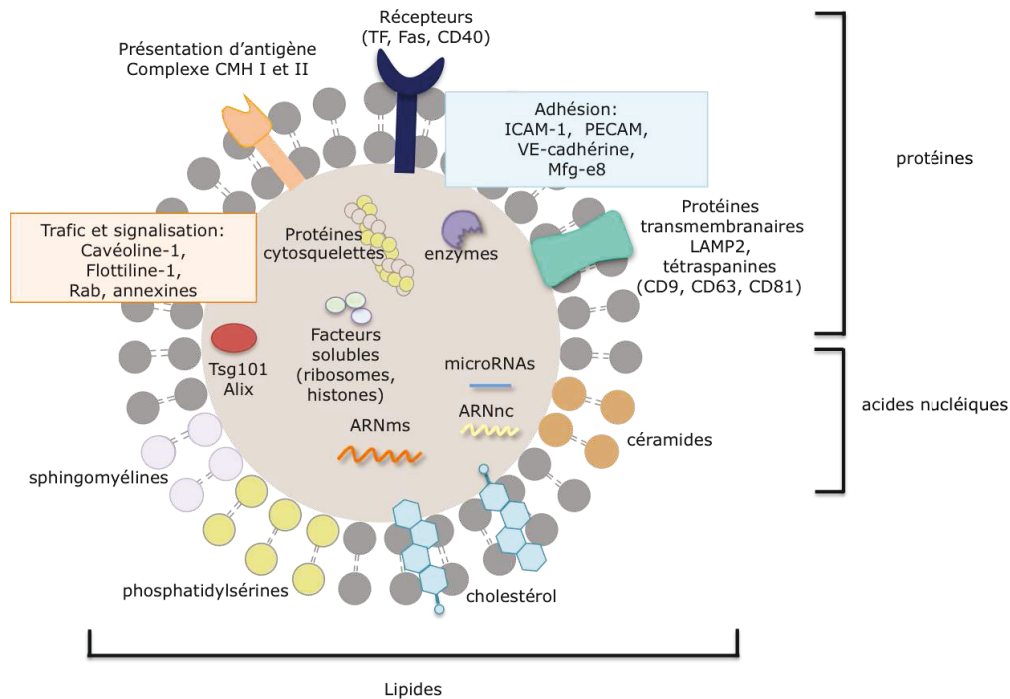 Récepteurs
(TF, Fas, CD40)
Présentation d’antigène
Complexe CMH I et II
Adhésion:
ICAM-1, PECAM,
VE-cadhérine,
Mfg-e8
protéines
Trafic et signalisation:
Cavéoline-1,
Flottiline-1,
Rab, annexines
Protéines
cytosquelettes
enzymes
Protéines
transmembranaires
LAMP2,
tétraspanines
(CD9, CD63, CD81)
Tsg101
Alix
Facteurs
solubles
(ribosomes,
histones)
microRNAs
ARNnc
ARNms
acides nucléiques
céramides
sphingomyélines
phosphatidylsérines
cholestérol
Lipides